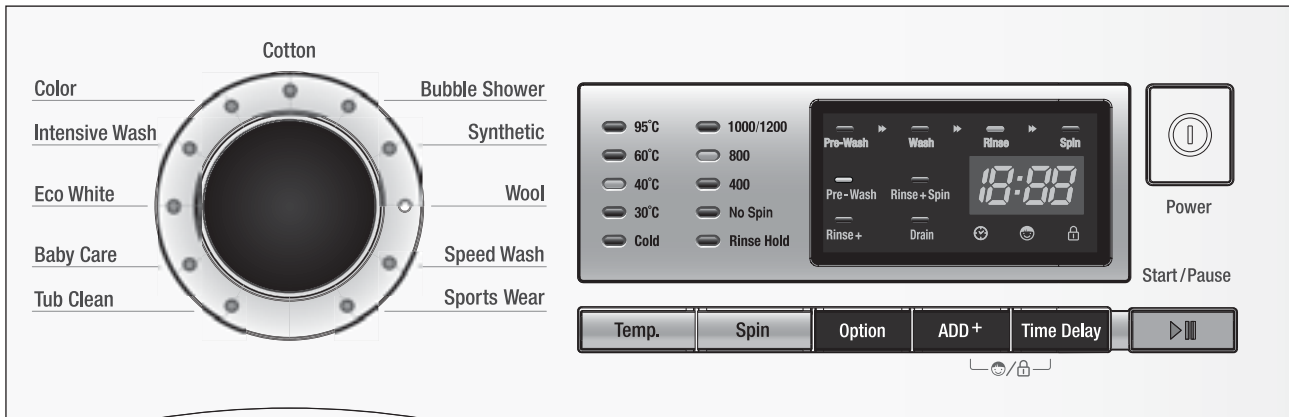 Cotton
Color
Bubble Shower
Intensive Wash
Synthetic
Eco White
Wool
Baby Care
Speed Wash
Tub Clean
Sports Wear
95°C
1000/1200
60°C
800
40°C
400
30°C
No Spin
Cold
Rinse Hold
Pre-Wash
Wash
Rinse
Spin
Pre-Wash
Rinse+Spin
18:88
Rinse+
Drain
Power
Start/Pause
Temp.
Spin
Option
ADD+
Time Delay
/